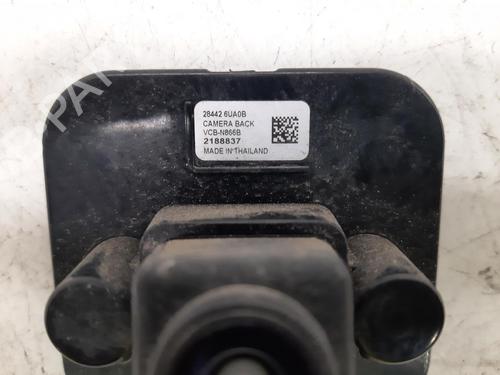 28442 6UA0B
CAMERA BACK
VCB-N866B
2188837
MADE IN THAILAND